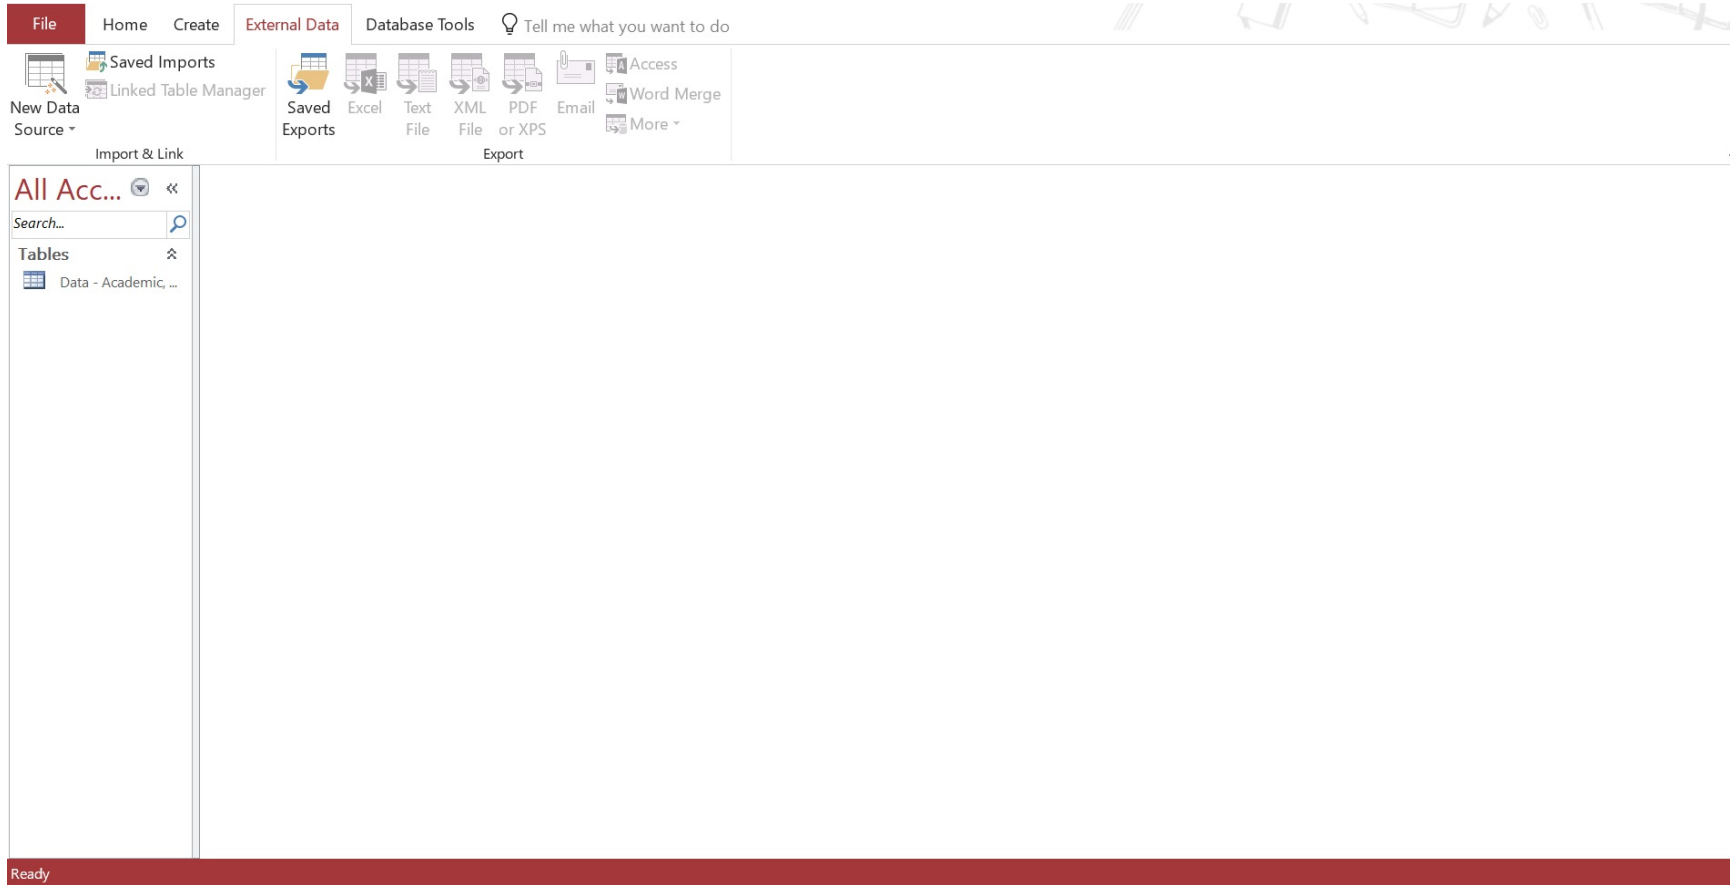 File Home Create External Data Database Tools Tell me what you want to do
New Data
Source
Saved Imports
Linked Table Manager
Import & Link
Saved
Exports
Excel
Text
File
XML
File
PDF
or XPS
Email
Access
Word Merge
More
Export
All Acc...
Search...
Tables
Data - Academic, ...
Ready